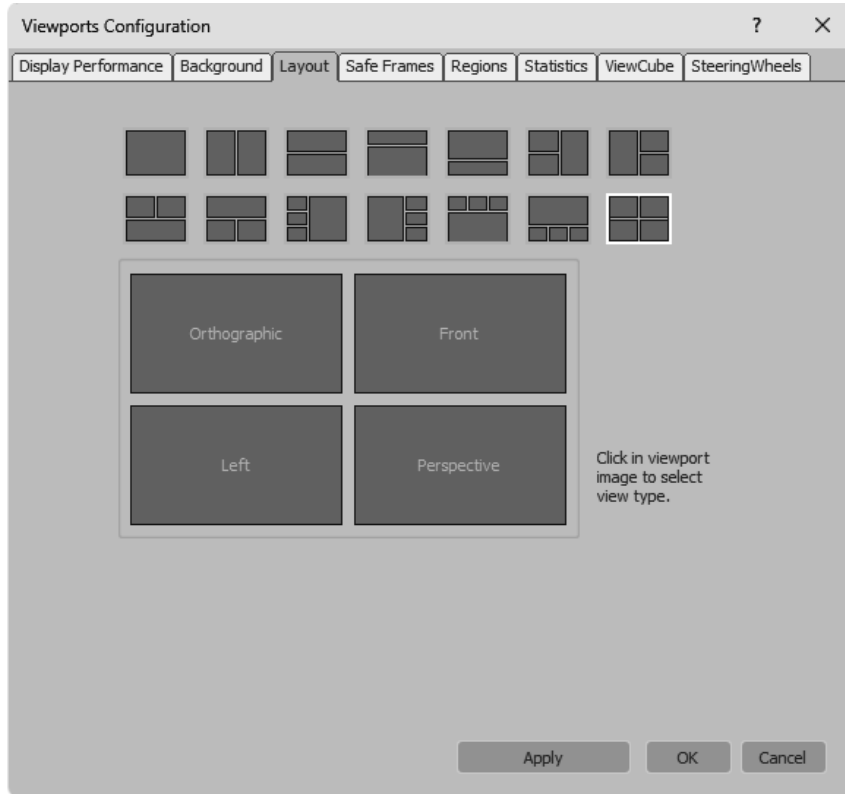 Viewports Configuration
?
Display Performance Background Layout Safe Frames Regions Statistics ViewCube SteeringWheels
Orthographic
Front
Left
Perspective
Click in viewport
image to select
view type.
Apply OK Cancel